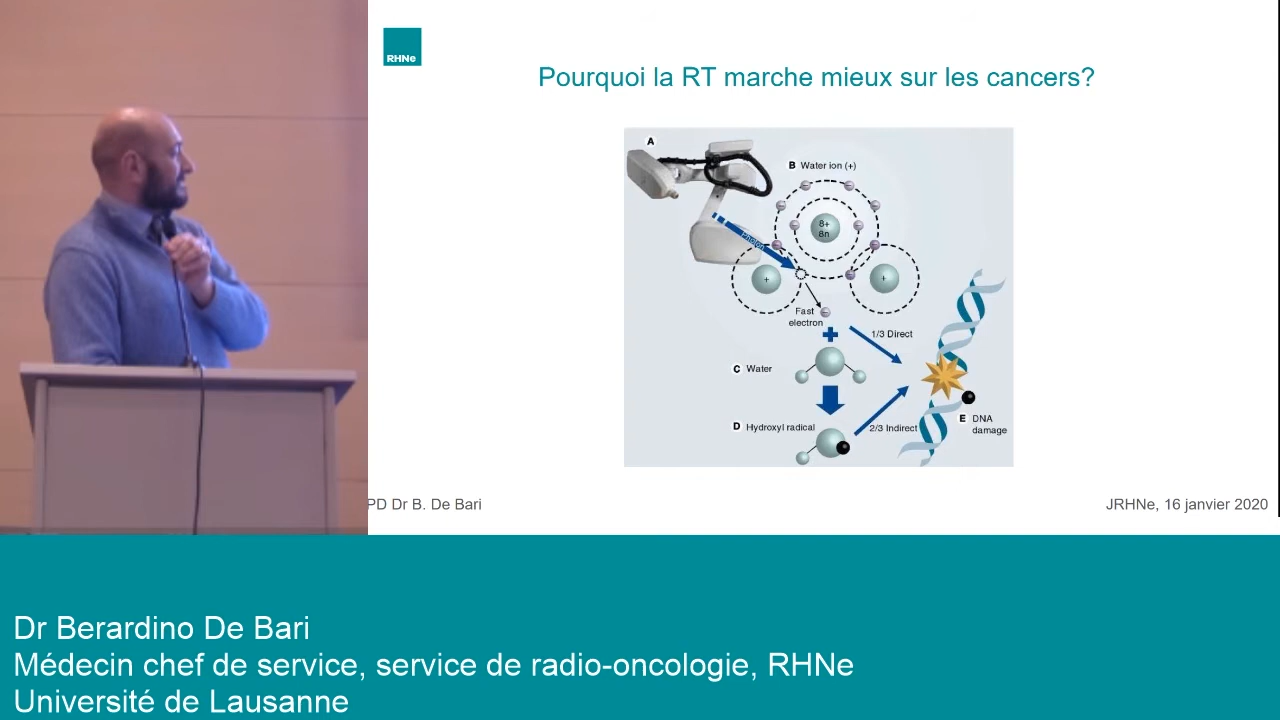 RHNe
Pourquoi la RT marche mieux sur les cancers?
A
B Water ion (+)
8+
8n
Photon
+
+
Fast
electron
1/3 Direct
C Water
D Hydroxyl radical
2/3 Indirect
E DNA
damage
PD Dr B. De Bari
JRHNe, 16 janvier 2020
Dr Berardino De Bari
Médecin chef de service, service de radio-oncologie, RHNe
Université de Lausanne